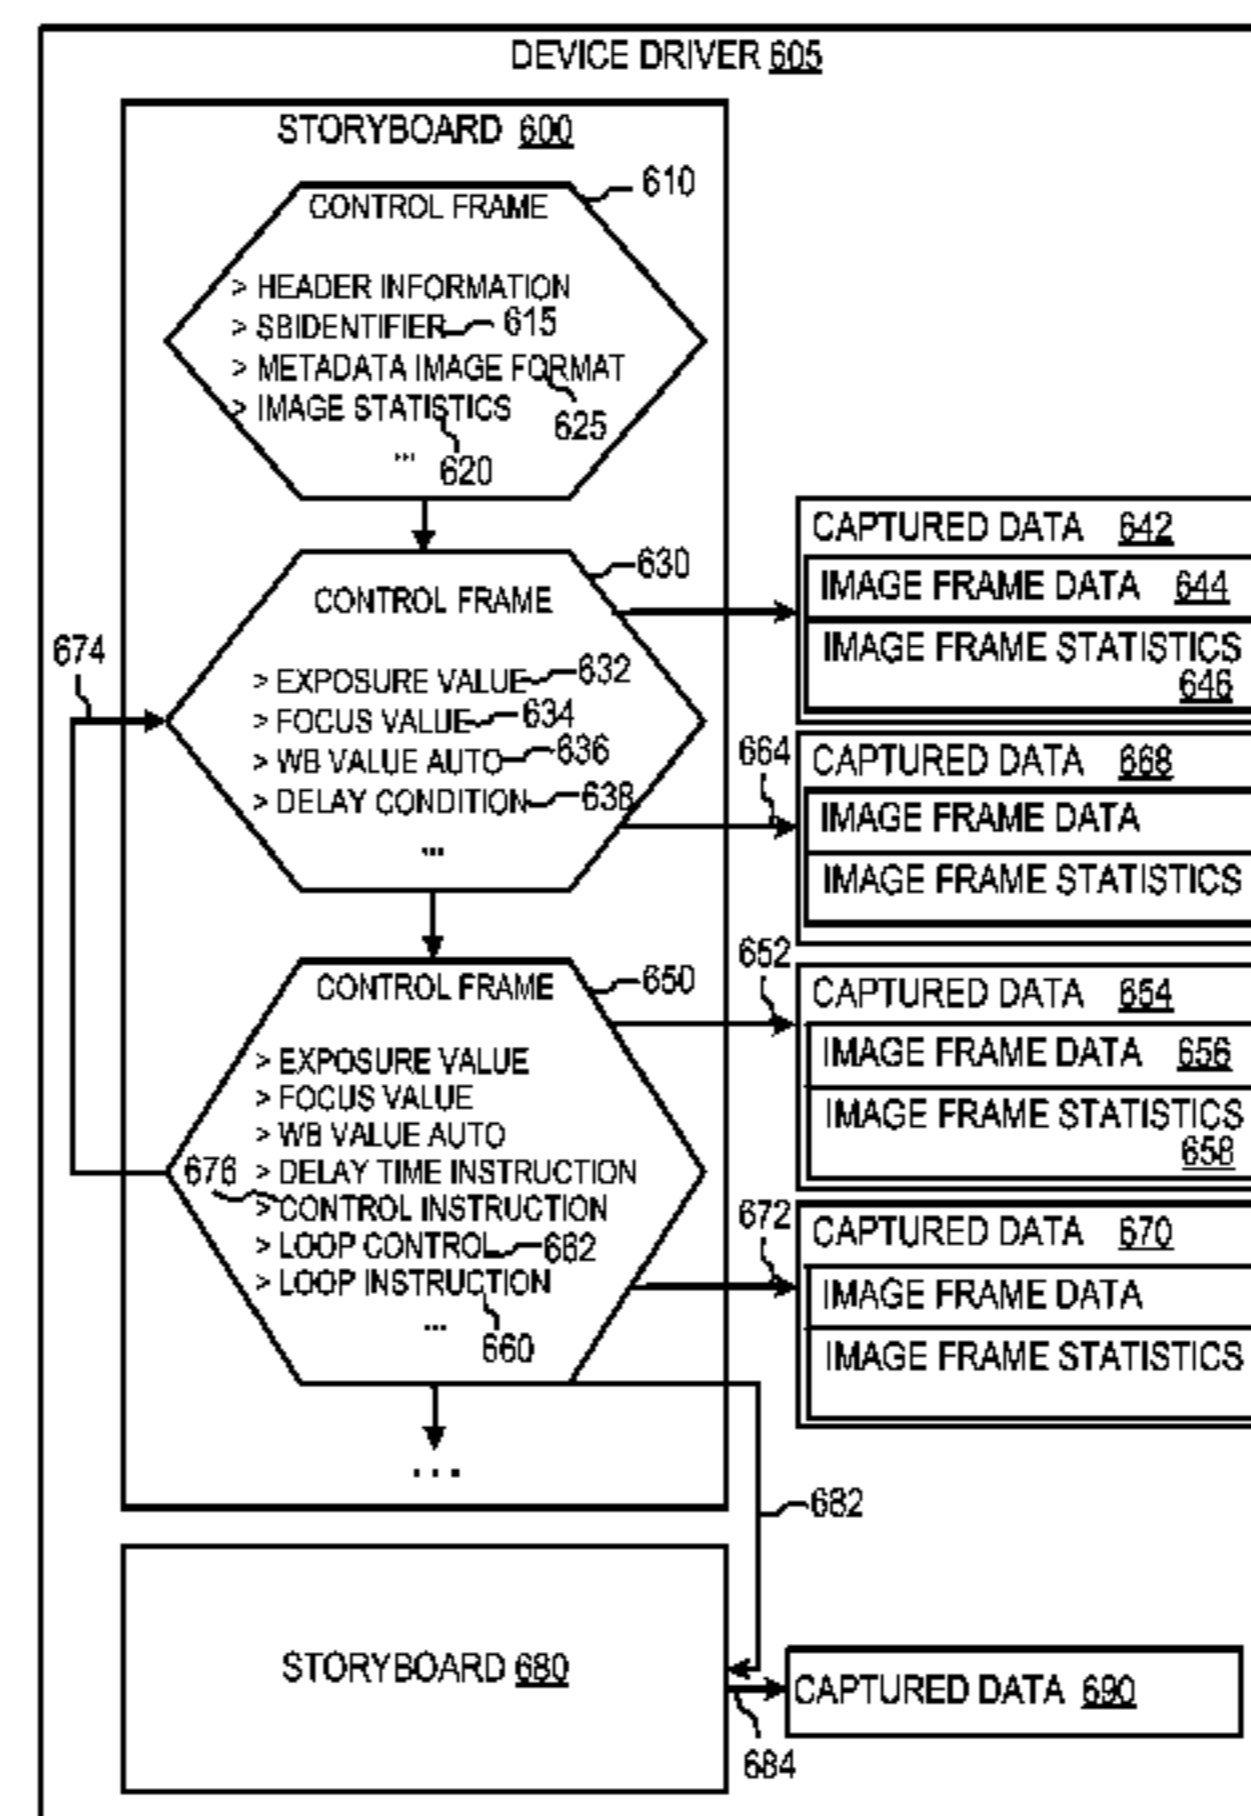 DEVICE DRIVER 605
STORYBOARD 600
610
CONTROL FRAME
> HEADER INFORMATION
> SBIDENTIFIER 615
> METADATA IMAGE FORMAT
625
> IMAGE STATISTICS
...
620
630
CONTROL FRAME
> EXPOSURE VALUE 632
> FOCUS VALUE 634
> WB VALUE AUTO 636
> DELAY CONDITION 638
...
674
650
CONTROL FRAME
> EXPOSURE VALUE
> FOCUS VALUE
> WB VALUE AUTO
> DELAY TIME INSTRUCTION
676
> CONTROL INSTRUCTION
> LOOP CONTROL 662
> LOOP INSTRUCTION
...
660
...
CAPTURED DATA 642
IMAGE FRAME DATA 644
IMAGE FRAME STATISTICS
646
664
CAPTURED DATA 668
IMAGE FRAME DATA
IMAGE FRAME STATISTICS
652
CAPTURED DATA 654
IMAGE FRAME DATA 656
IMAGE FRAME STATISTICS
658
672
CAPTURED DATA 670
IMAGE FRAME DATA
IMAGE FRAME STATISTICS
682
STORYBOARD 680
684
CAPTURED DATA 690